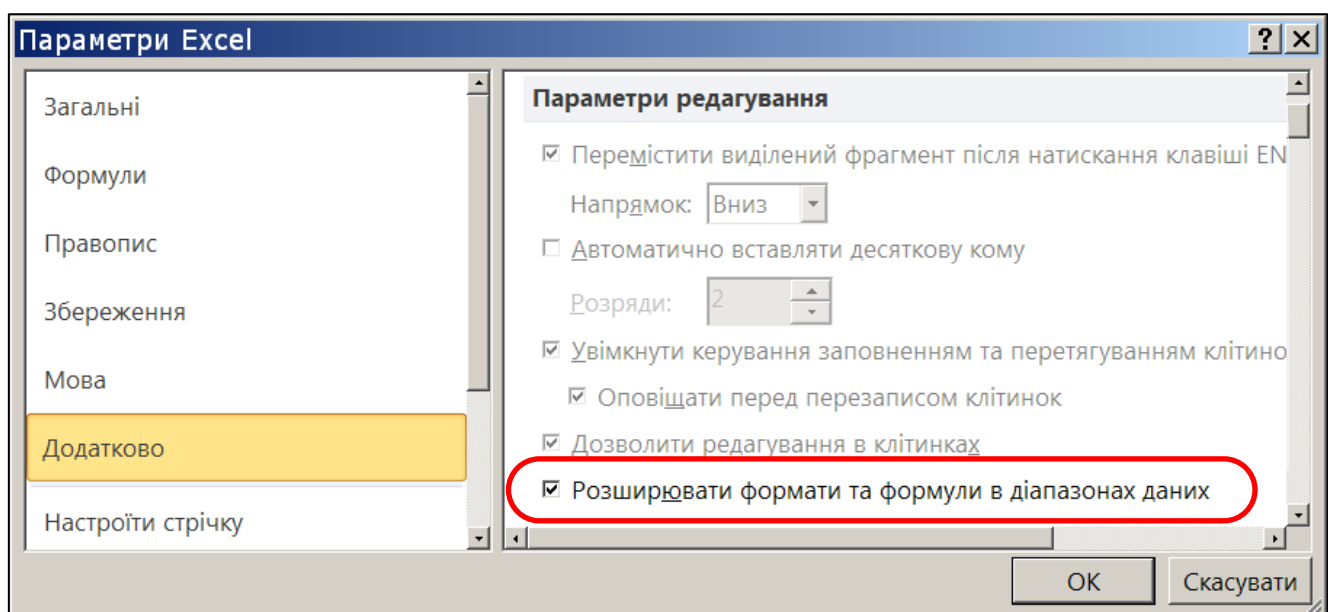 Параметри Excel
Загальні
Формули
Правопис
Збереження
Мова
Додатково
Настроїти стрічку
Параметри редагування
Перемістити виділений фрагмент після натискання клавіші EN
Напрямок: Вниз
Автоматично вставляти десяткову кому
Розряди: 2
Увімкнути керування заповненням та перетягуванням клітино
Оповіщати перед перезаписом клітинок
Дозволити редагування в клітинках
Розширювати формати та формули в діапазонах даних
ОК
Скасувати